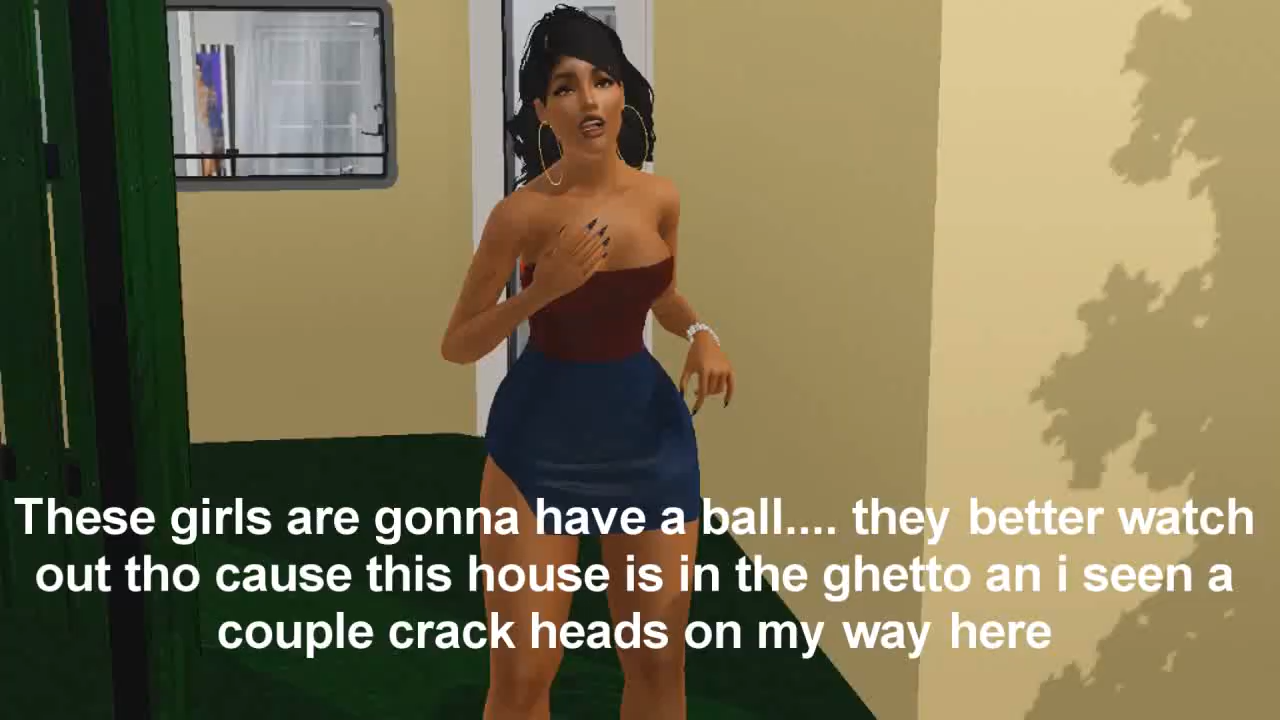 These girls are gonna have a ball.... they better watch
out tho cause this house is in the ghetto an i seen a
couple crack heads on my way here